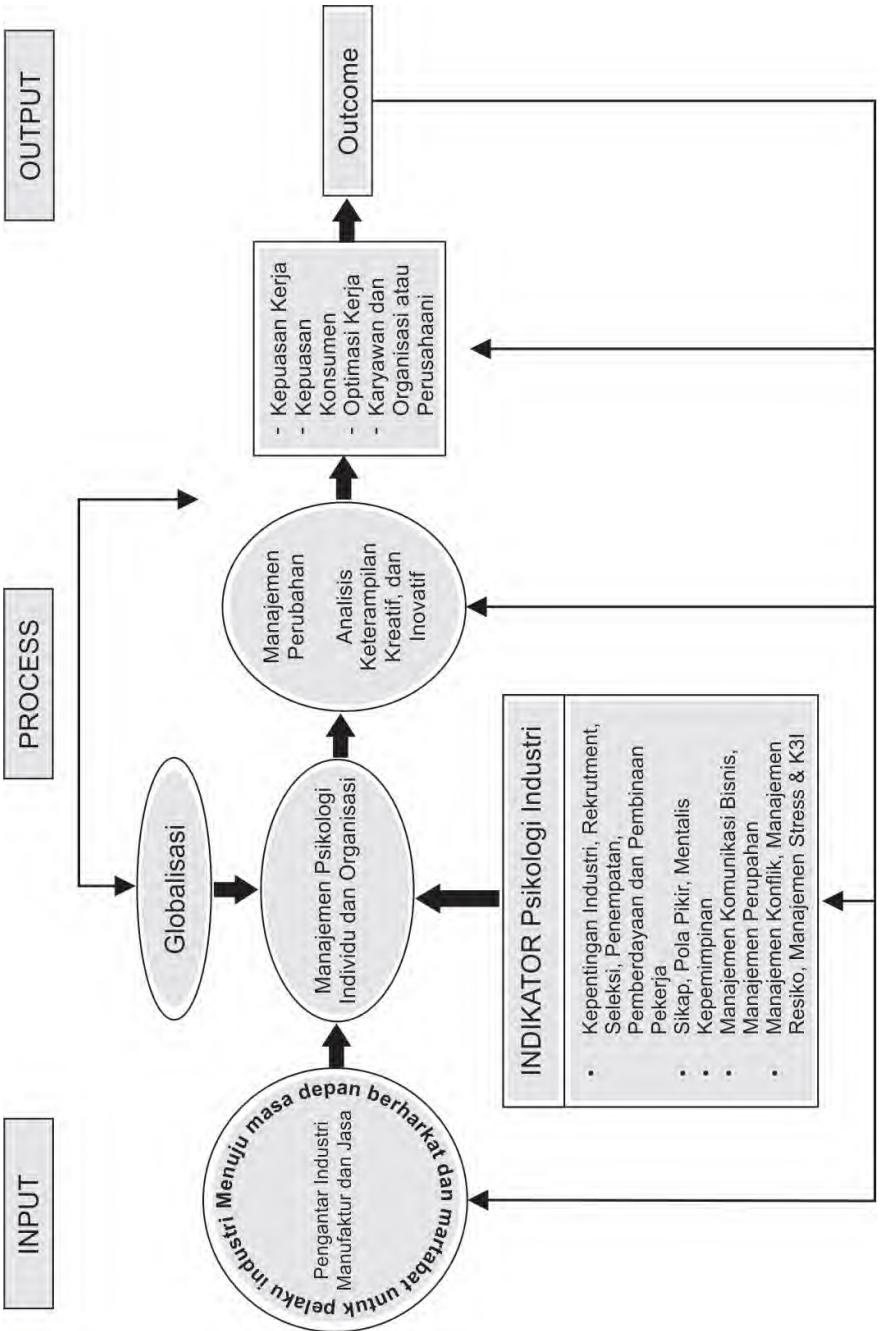 INPUT
PROCESS
OUTPUT
industri Menuju masa depan berharkat dan martabat untuk pelaku
Pengantar Industri
Manufaktur dan Jasa
Globalisasi
Manajemen Psikologi
Individu dan Organisasi
INDIKATOR Psikologi Industri
• Kepentingan Industri, Rekrutment,
Seleksi, Penempatan,
Pemberdayaan dan Pembinaan
Pekerja
• Sikap, Pola Pikir, Mentalis
• Kepemimpinan
• Manajemen Komunikasi Bisnis,
Manajemen Perupahan
• Manajemen Konflik, Manajemen
Resiko, Manajemen Stress & K3I
Manajemen
Perubahan
Analisis
Keterampilan
Kreatif, dan
Inovatif
- Kepuasan Kerja
- Kepuasan
Konsumen
- Optimasi Kerja
- Karyawan dan
Organisasi atau
Perusahaani
Outcome